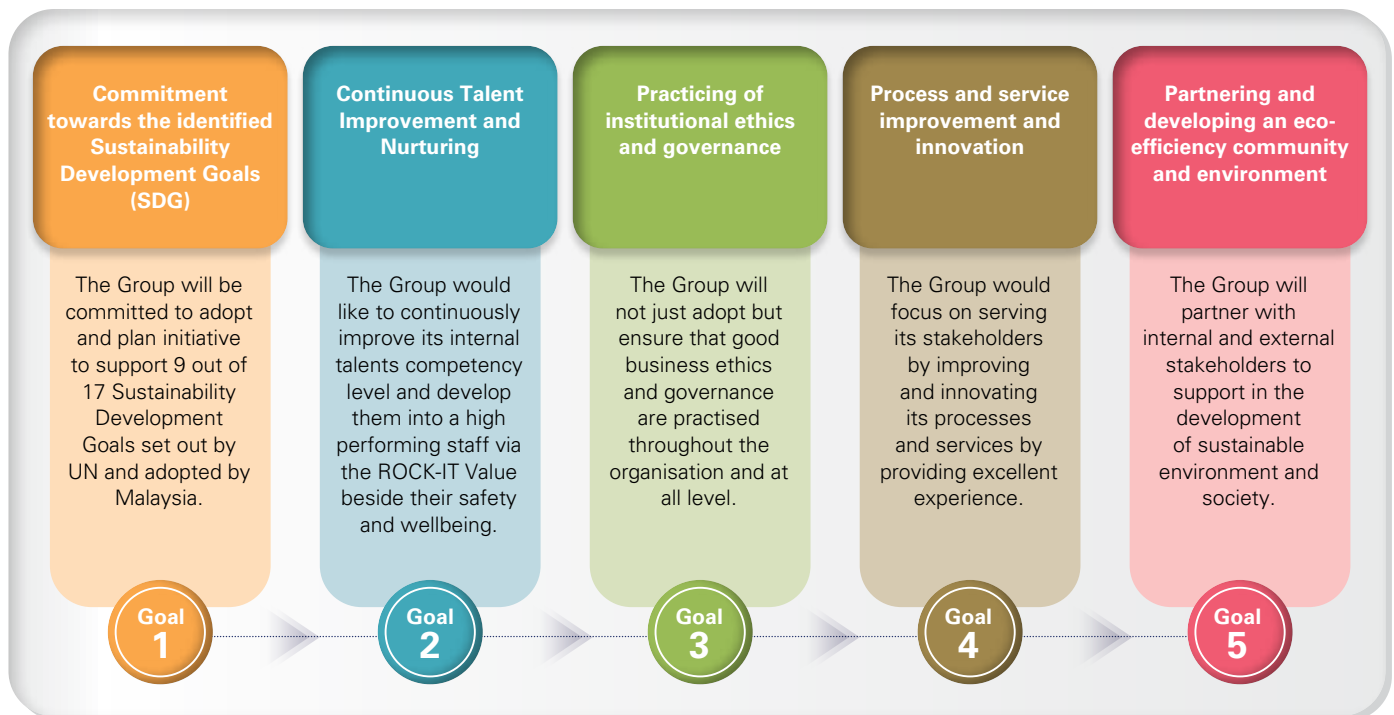 Commitment
towards the identified
Sustainability
Development Goals
(SDG)
The Group will be
committed to adopt
and plan initiative
to support 9 out of
17 Sustainability
Development
Goals set out by
UN and adopted by
Malaysia.
Goal
1
Continuous Talent
Improvement and
Nurturing
The Group would
like to continuously
improve its internal
talents competency
level and develop
them into a high
performing staff via
the ROCK-IT Value
beside their safety
and wellbeing.
Goal
2
Practicing of
institutional ethics
and governance
The Group will
not just adopt but
ensure that good
business ethics
and governance
are practised
throughout the
organisation and at
all level.
Goal
3
Process and service
improvement and
innovation
The Group would
focus on serving
its stakeholders
by improving
and innovating
its processes
and services by
providing excellent
experience.
Goal
4
Partnering and
developing an eco-
efficiency community
and environment
The Group will
partner with
internal and external
stakeholders to
support in the
development
of sustainable
environment and
society.
Goal
5